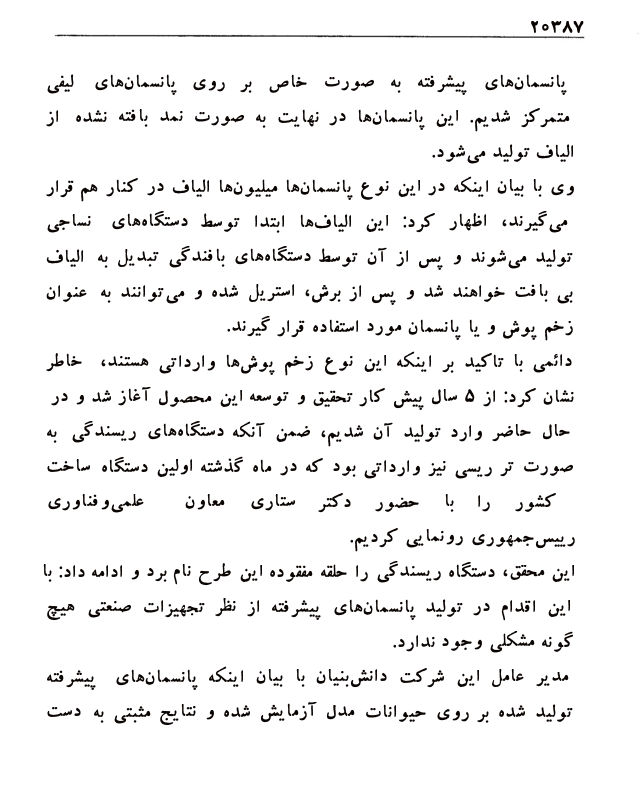 ۲۰۳۸۷
پانسمان‌های پیشرفته به صورت خاص بر روی پانسمان‌های لیفی
متمرکز شدیم. این پانسمان‌ها در نهایت به صورت نمد بافته نشده از
الیاف تولید می‌شود.
وی با بیان اینکه در این نوع پانسمان‌ها میلیون‌ها الیاف در کنار هم قرار
می‌گیرند، اظهار کرد: این الیاف‌ها ابتدا توسط دستگاه‌های نساجی
تولید می‌شوند و پس از آن توسط دستگاه‌های بافندگی تبدیل به الیاف
بی بافت خواهند شد و پس از برش، استریل شده و می‌توانند به عنوان
زخم پوش و یا پانسمان مورد استفاده قرار گیرند.
دائمی با تاکید بر اینکه این نوع زخم پوش‌ها وارداتی هستند، خاطر
نشان کرد: از ۵ سال پیش کار تحقیق و توسعه این محصول آغاز شد و در
حال حاضر وارد تولید آن شدیم، ضمن آنکه دستگاه‌های ریسندگی به
صورت تر ریسی نیز وارداتی بود که در ماه گذشته اولین دستگاه ساخت
کشور را با حضور دکتر ستاری معاون علمی‌وفناوری
رییس‌جمهوری رونمایی کردیم.
این محقق، دستگاه ریسندگی را حلقه مفقوده این طرح نام برد و ادامه داد: با
این اقدام در تولید پانسمان‌های پیشرفته از نظر تجهیزات صنعتی هیچ
گونه مشکلی وجود ندارد.
مدیر عامل این شرکت دانش‌بنیان با بیان اینکه پانسمان‌های پیشرفته
تولید شده بر روی حیوانات مدل آزمایش شده و نتایج مثبتی به دست